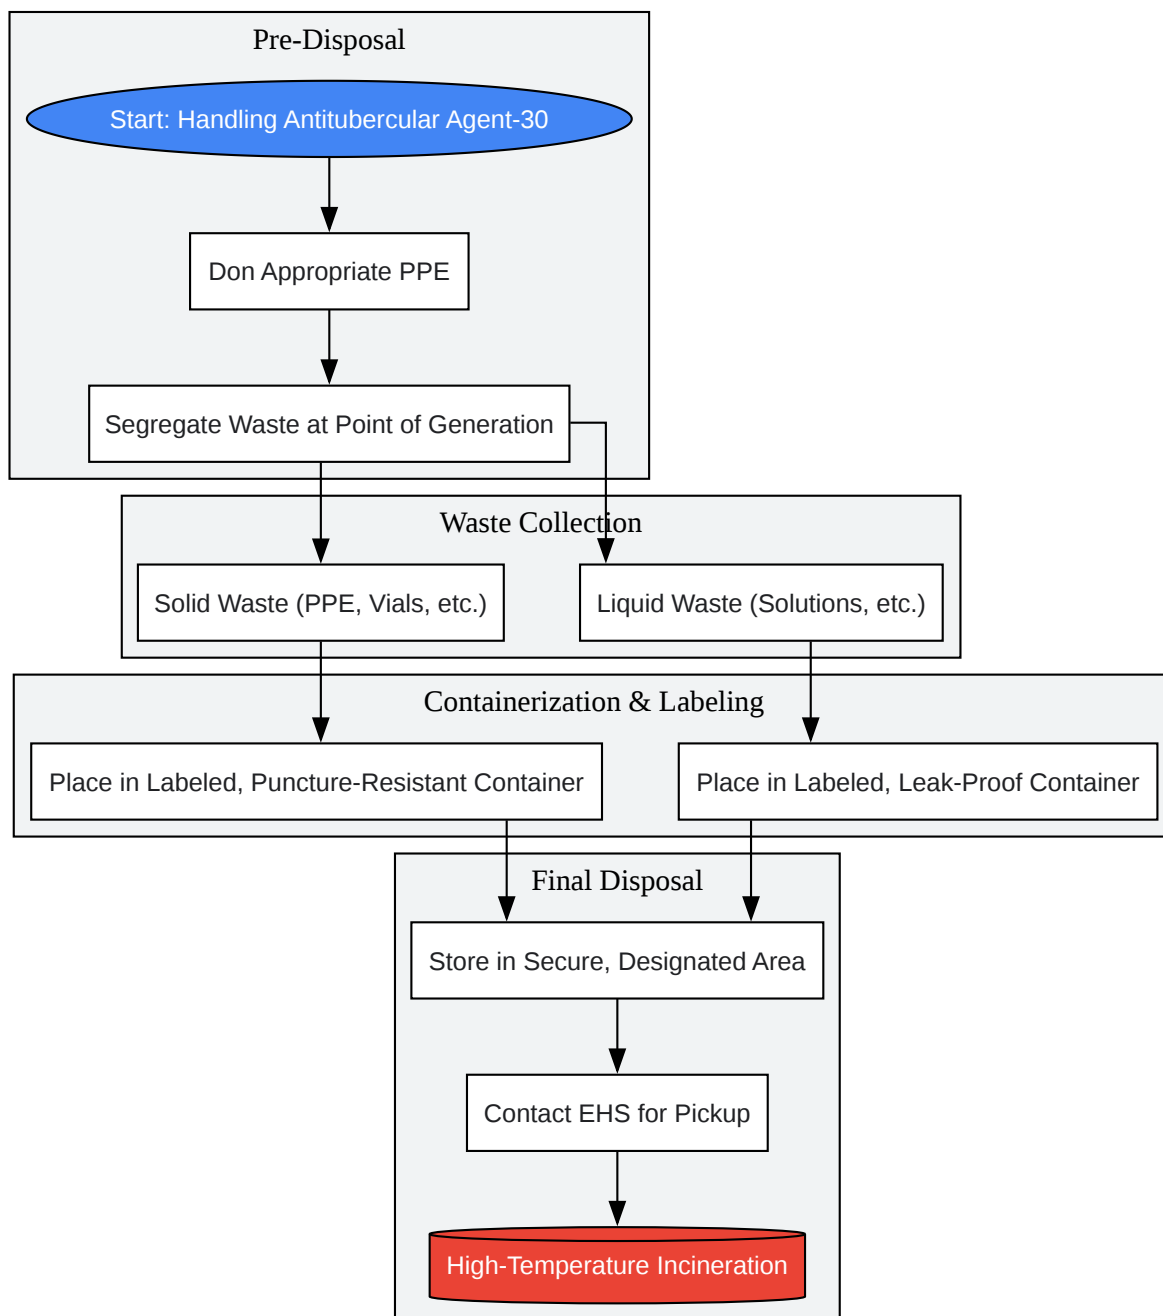 Pre-Disposal
Start: Handling Antitubercular Agent-30
Don Appropriate PPE
Segregate Waste at Point of Generation
Waste Collection
Solid Waste (PPE, Vials, etc.)
Liquid Waste (Solutions, etc.)
Containerization & Labeling
Place in Labeled, Puncture-Resistant Container
Place in Labeled, Leak-Proof Container
Final Disposal
Store in Secure, Designated Area
Contact EHS for Pickup
High-Temperature Incineration